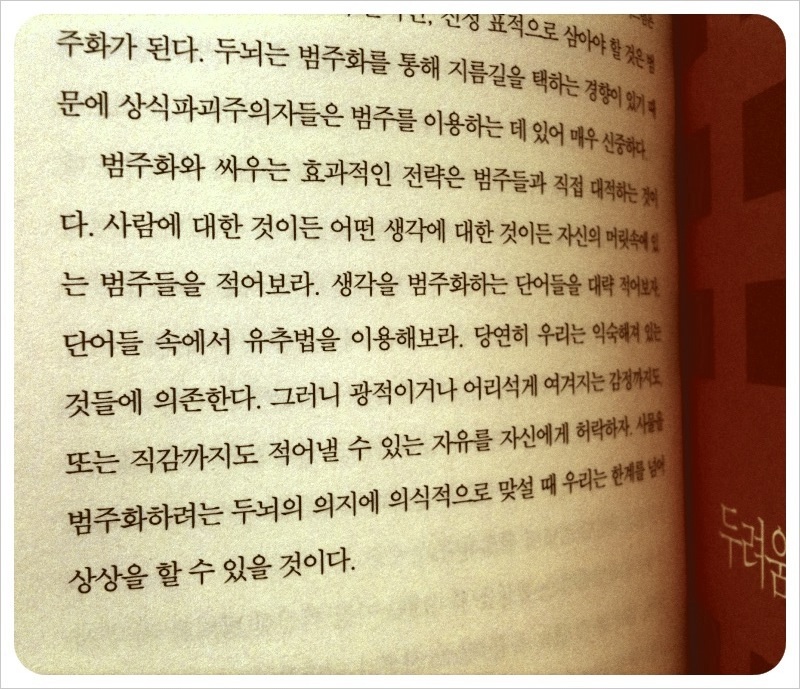 진정 표적으로 삼아야 할 것은 범
주화가 된다. 두뇌는 범주화를 통해 지름길을 택하는 경향이 있기 때
문에 상식파괴주의자들은 범주를 이용하는 데 있어 매우 신중하다.
범주화와 싸우는 효과적인 전략은 범주들과 직접 대적하는 것이
다. 사람에 대한 것이든 어떤 생각에 대한 것이든 자신의 머릿속에 있
는 범주들을 적어보라. 생각을 범주화하는 단어들을 대략 적어보자.
단어들 속에서 유추법을 이용해보라. 당연히 우리는 익숙해져 있는
것들에 의존한다. 그러니 광적이거나 어리석게 여겨지는 감정까지도,
또는 직감까지도 적어낼 수 있는 자유를 자신에게 허락하자. 사물을
범주화하려는 두뇌의 의지에 의식적으로 맞설 때 우리는 한계를 넘어
상상을 할 수 있을 것이다.
두려움